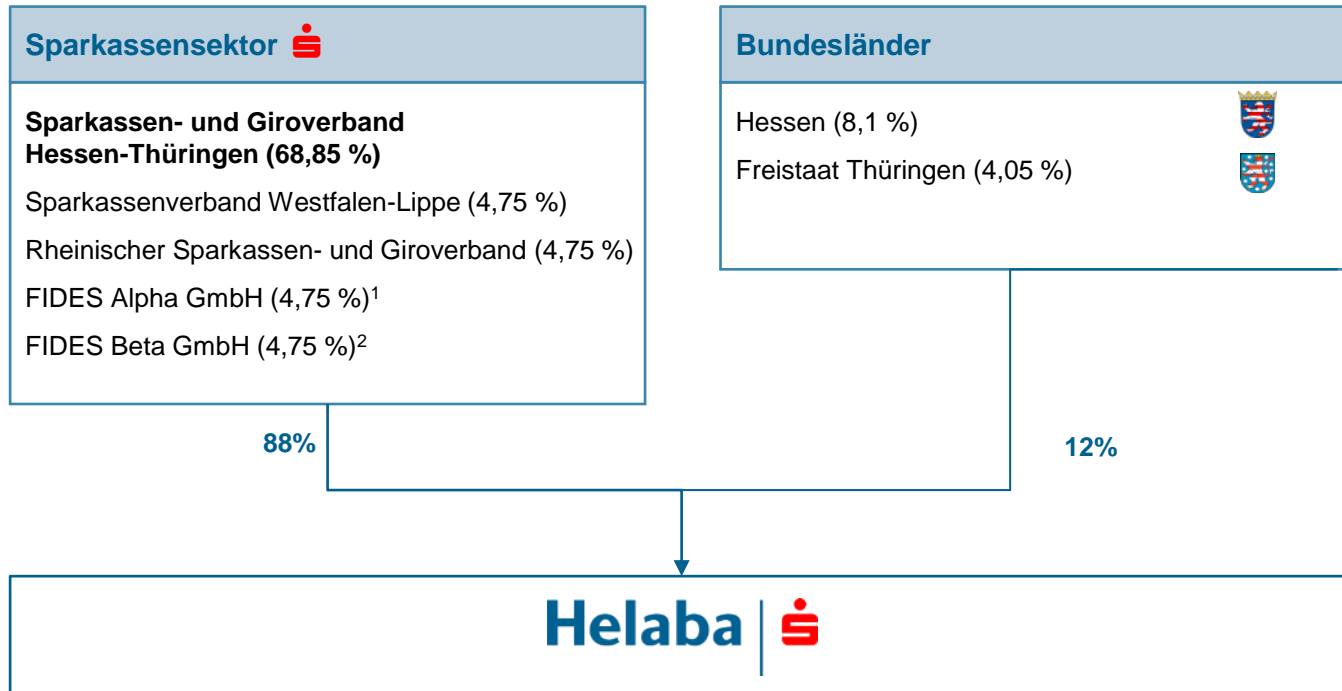 Sparkassensektor
Sparkassen- und Giroverband
Hessen-Thüringen (68,85 %)
Sparkassenverband Westfalen-Lippe (4,75 %)
Rheinischer Sparkassen- und Giroverband (4,75 %)
FIDES Alpha GmbH (4,75 %)¹
FIDES Beta GmbH (4,75 %)²
Bundesländer
Hessen (8,1 %)
Freistaat Thüringen (4,05 %)
88%
12%
Helaba